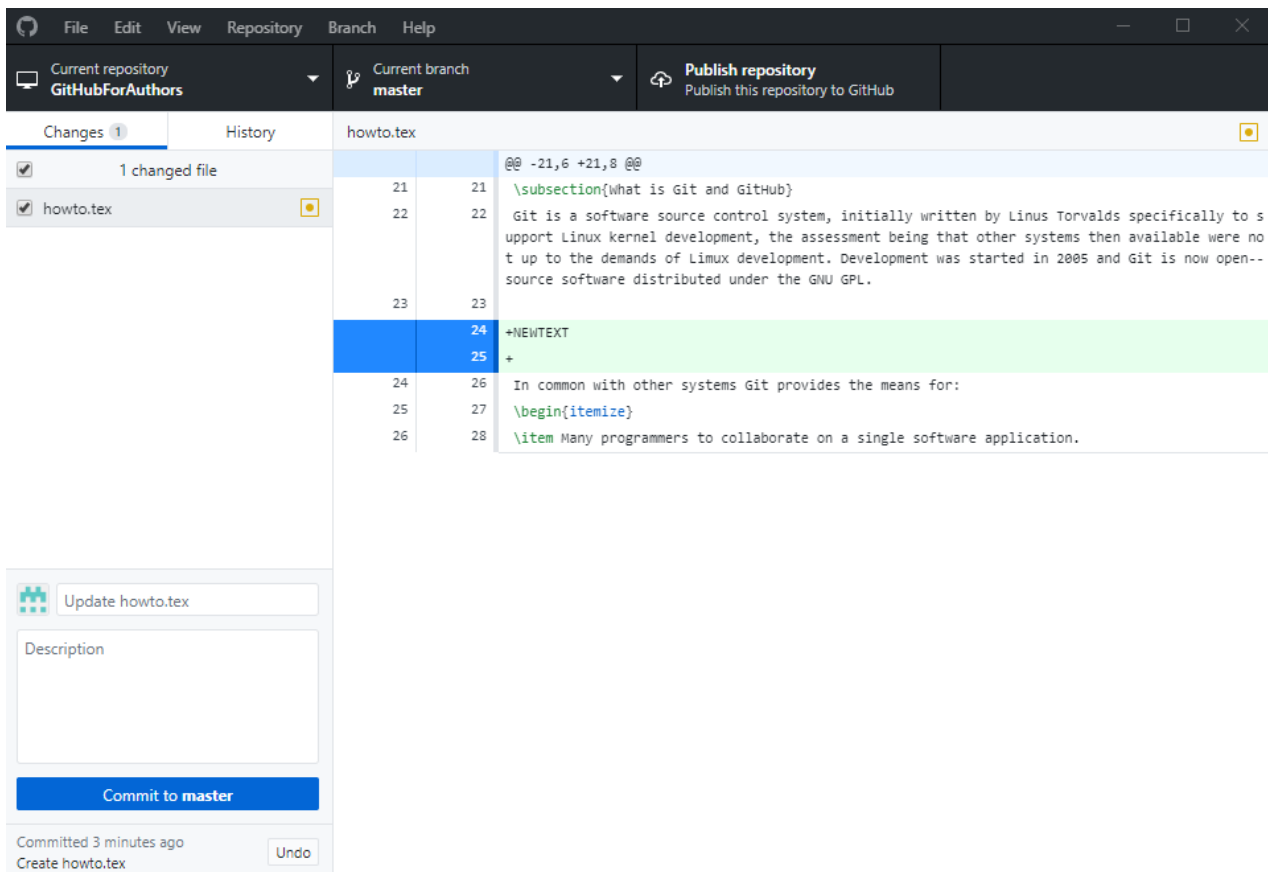 File Edit View Repository Branch Help
Current repository
GitHubForAuthors
Current branch
master
Publish repository
Publish this repository to GitHub
Changes 1 History
howto.tex
1 changed file
howto.tex
@@ -21,6 +21,8 @@
21 21 \subsection{What is Git and GitHub}
22 22 Git is a software source control system, initially written by Linus Torvalds specifically to s
upport Linux kernel development, the assessment being that other systems then available were no
t up to the demands of Limux development. Development was started in 2005 and Git is now open--
source software distributed under the GNU GPL.
23 23
24 +NEWTEXT
25 +
24 26 In common with other systems Git provides the means for:
25 27 \begin{itemize}
26 28 \item Many programmers to collaborate on a single software application.
Update howto.tex
Description
Commit to master
Committed 3 minutes ago
Create howto.tex
Undo